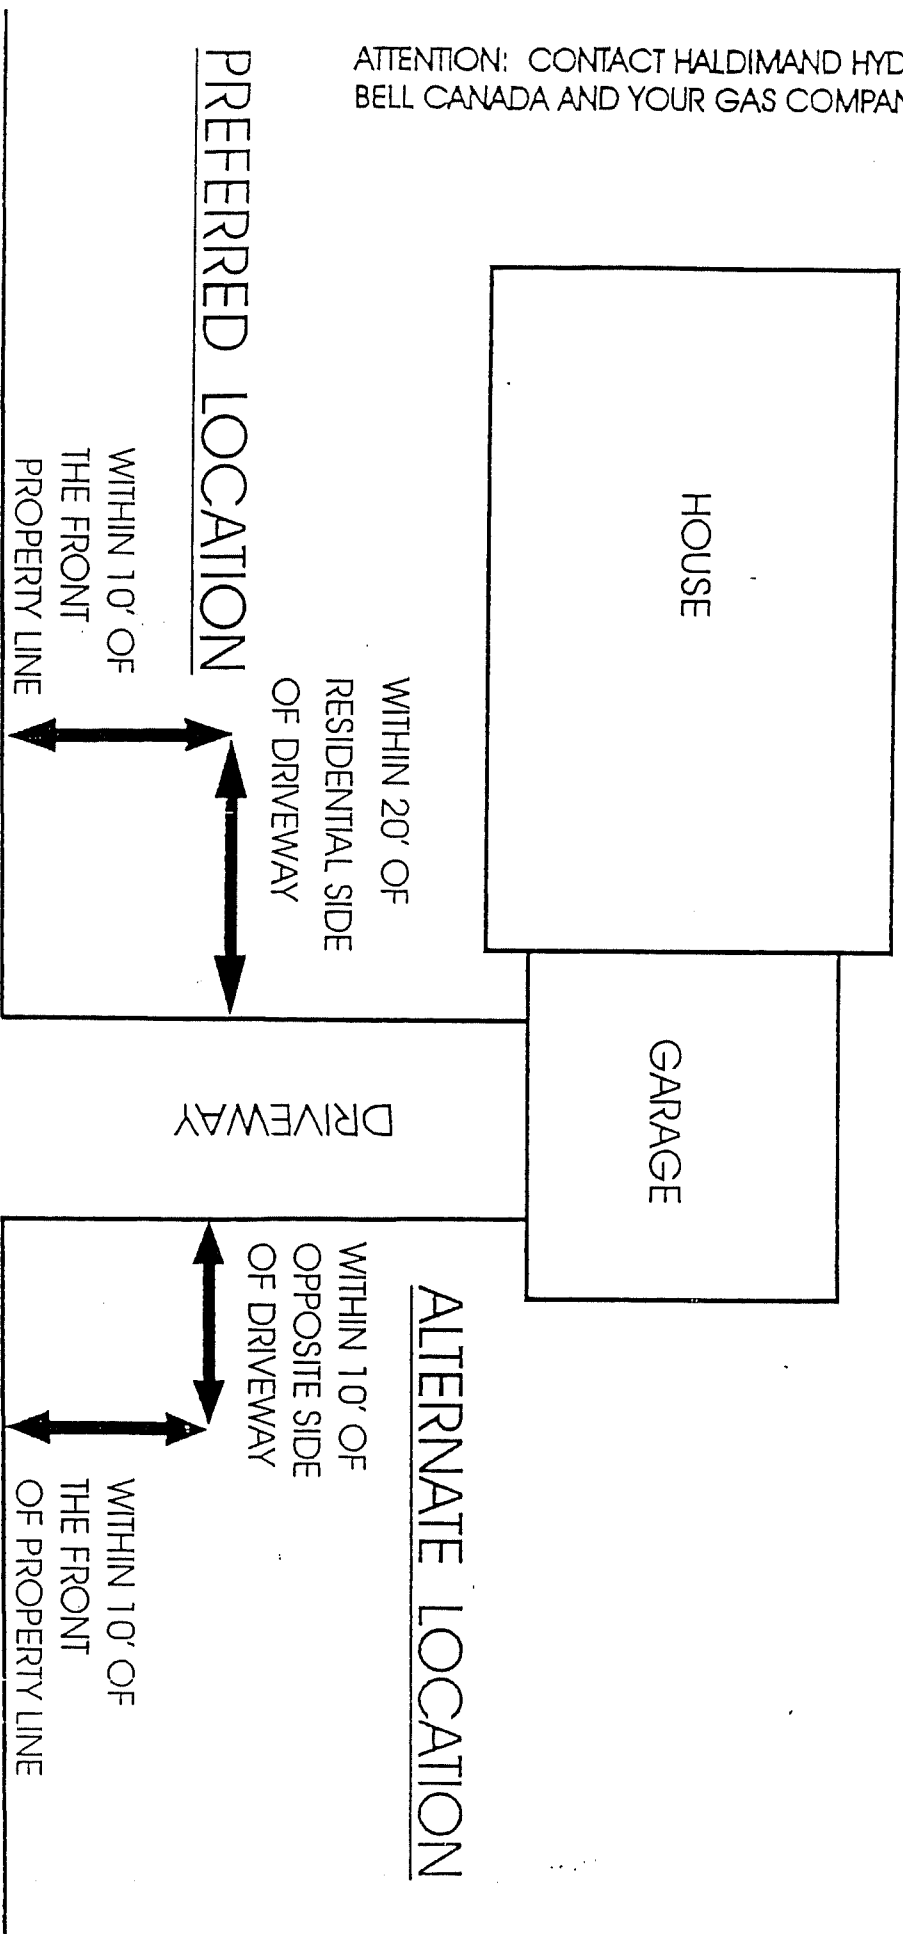 ATTENTION: CONTACT HALDIMAND HYD
BELL CANADA AND YOUR GAS COMPAN
HOUSE
GARAGE
DRIVEWAY
PREFERRED LOCATION
WITHIN 20' OF
RESIDENTIAL SIDE
OF DRIVEWAY
WITHIN 10' OF
THE FRONT
PROPERTY LINE
ALTERNATE LOCATION
WITHIN 10' OF
OPPOSITE SIDE
OF DRIVEWAY
WITHIN 10' OF
THE FRONT
OF PROPERTY LINE